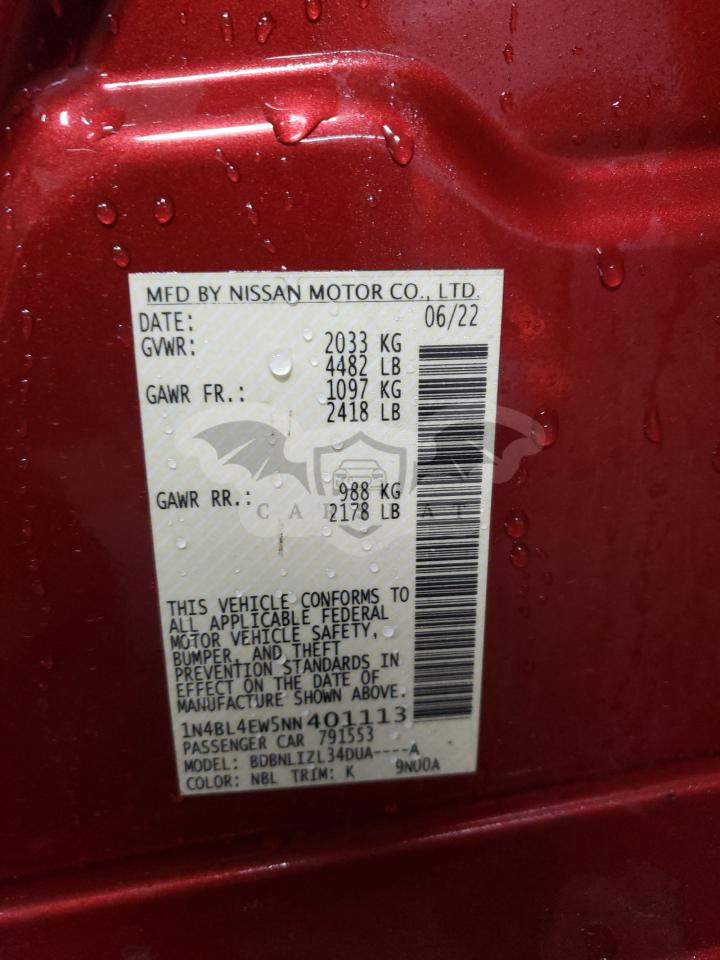 MFD BY NISSAN MOTOR CO., LTD.
DATE: 06/22
GVWR: 2033 KG
4482 LB
GAWR FR.: 1097 KG
2418 LB
GAWR RR.: 988 KG
2178 LB
THIS VEHICLE CONFORMS TO
ALL APPLICABLE FEDERAL
MOTOR VEHICLE SAFETY,
BUMPER, AND THEFT
PREVENTION STANDARDS IN
EFFECT ON THE DATE OF
MANUFACTURE SHOWN ABOVE.
1N4BL4EW5NN401113
PASSENGER CAR 791553
MODEL: BDBNLIZL34DUA----A
COLOR: NBL TRIM: K 9N00A